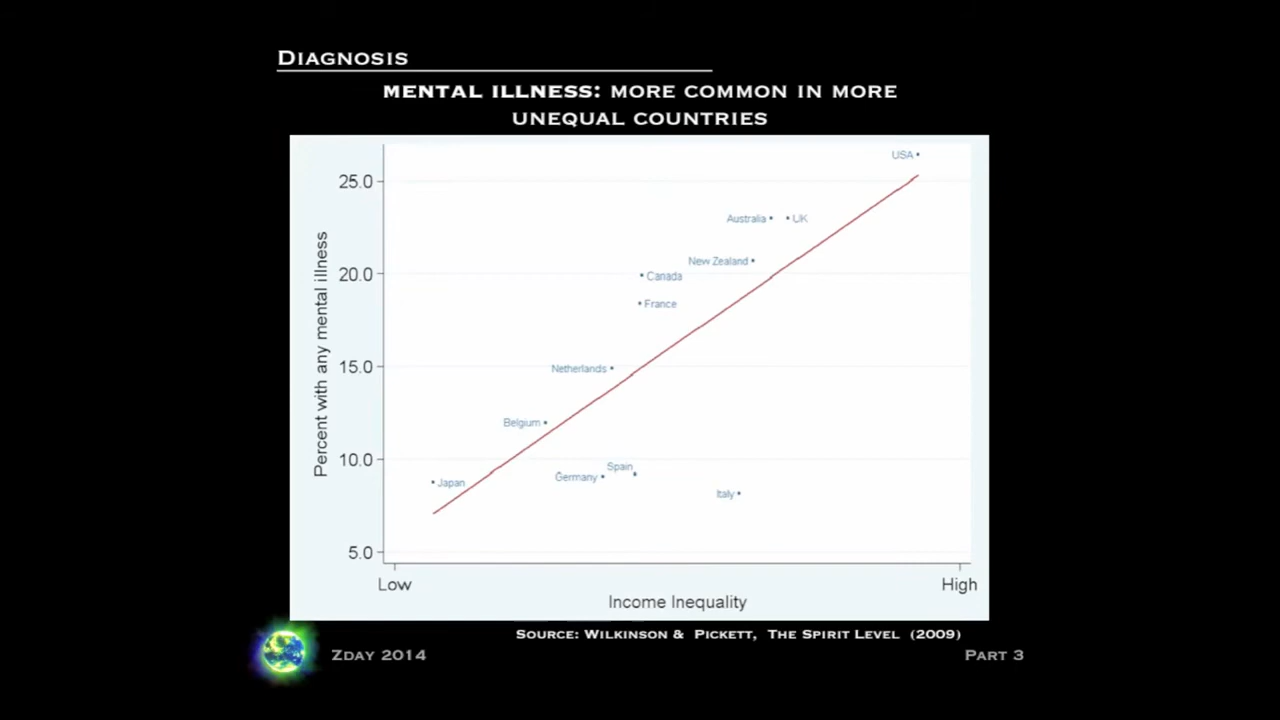 DIAGNOSIS
MENTAL ILLNESS: MORE COMMON IN MORE
UNEQUAL COUNTRIES
USA
25.0
Australia
UK
New Zealand
20.0
Canada
France
Percent with any mental illness
15.0
Netherlands
Belgium
10.0
Spain
Germany
Japan
Italy
5.0
Low
High
Income Inequality
SOURCE: WILKINSON & PICKETT, THE SPIRIT LEVEL (2009)
ZDAY 2014
PART 3